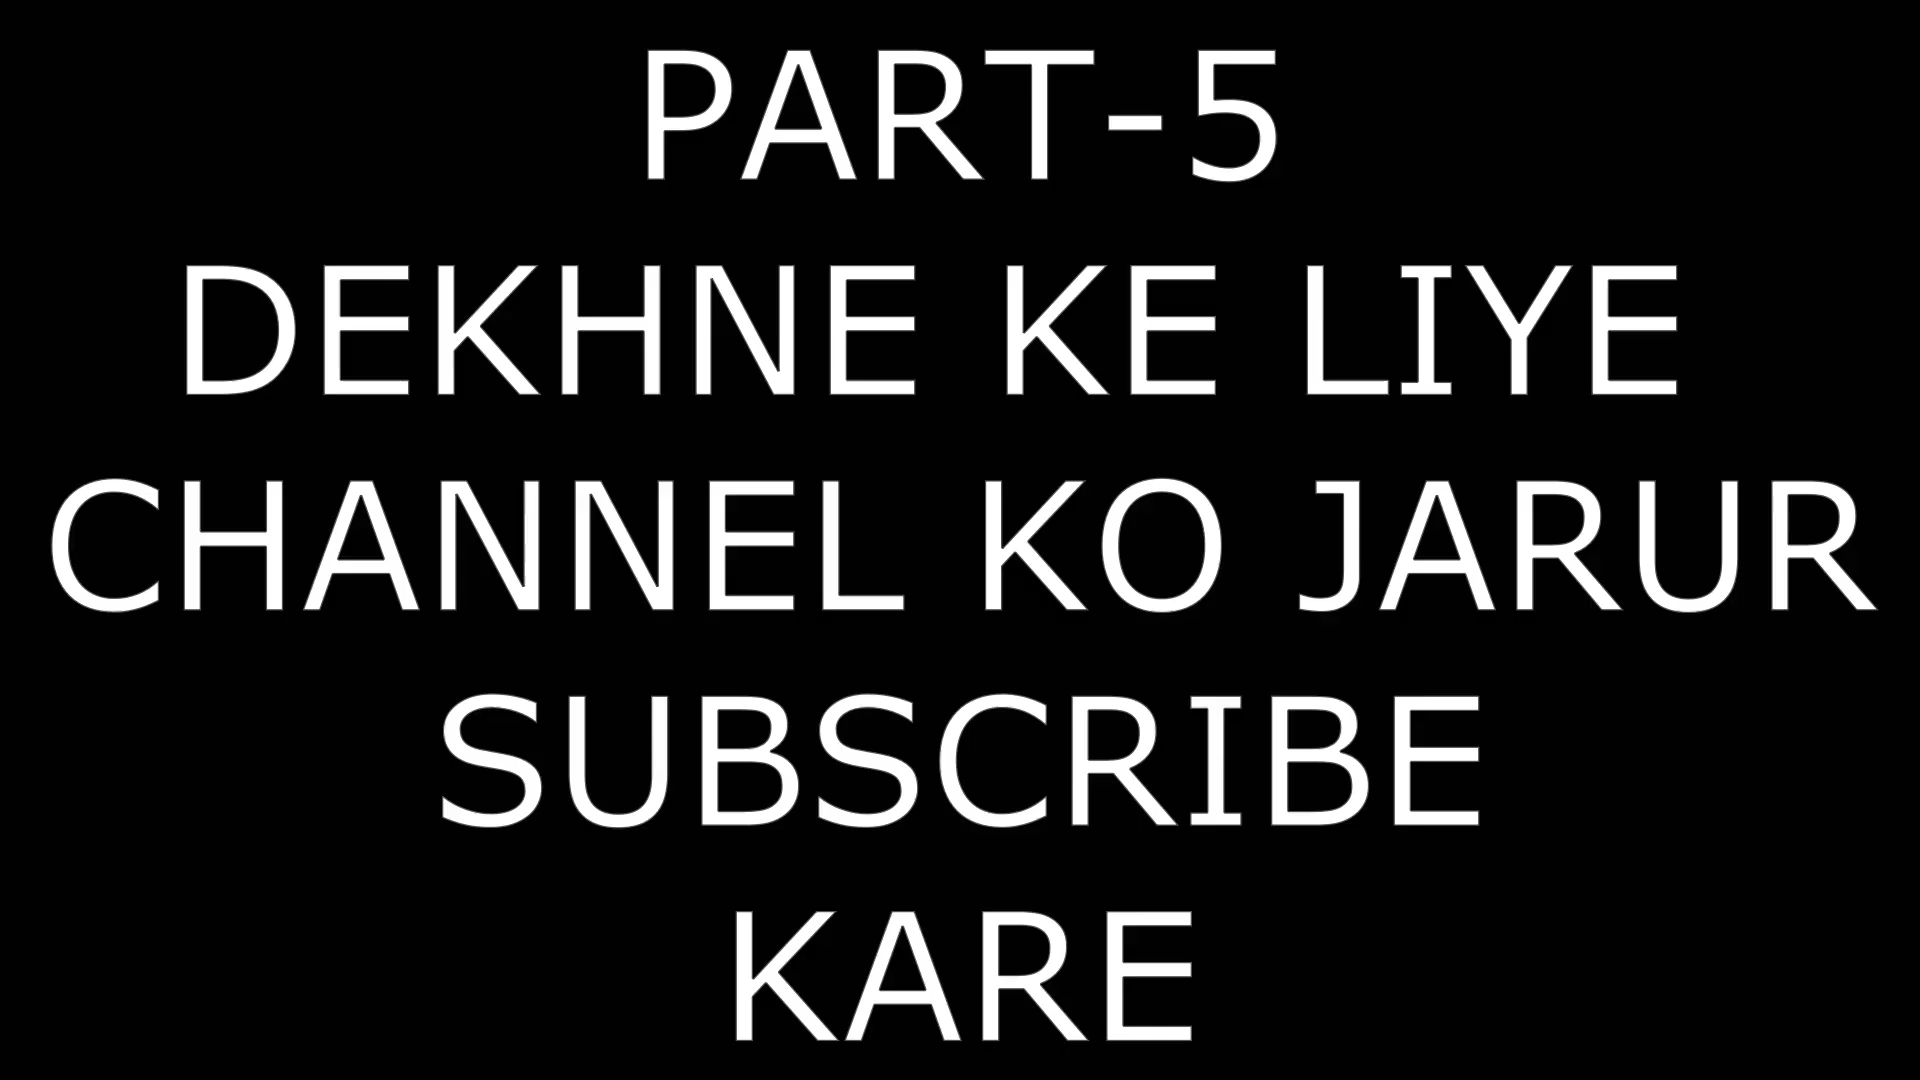 PART-5
DEKHNE KE LIYE
CHANNEL KO JARUR
SUBSCRIBE
KARE